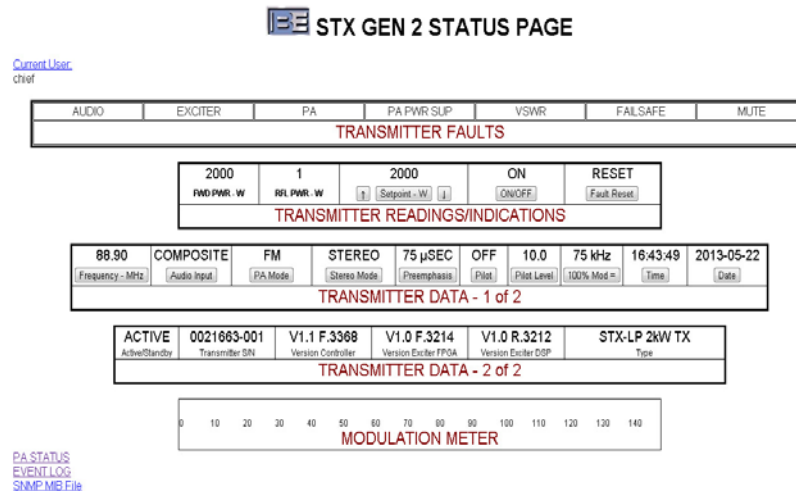 BE STX GEN 2 STATUS PAGE
Current User:
chief
AUDIO EXCITER PA PA PWR SUP VSWR FAILSAFE MUTE
TRANSMITTER FAULTS
2000 1 2000 ON RESET
FWD PWR - W RFL PWR - W ↑ Setpoint - W ↓ ON/OFF Fault Reset
TRANSMITTER READINGS/INDICATIONS
88.90 COMPOSITE FM STEREO 75 µSEC OFF 10.0 75 kHz 16:43:49 2013-05-22
Frequency - MHz Audio Input PA Mode Stereo Mode Preemphasis Pilot Pilot Level 100% Mod = Time Date
TRANSMITTER DATA - 1 of 2
ACTIVE 0021663-001 V1.1 F.3368 V1.0 F.3214 V1.0 R.3212 STX-LP 2kW TX
Active/Standby Transmitter S/N Version Controller Version Exciter FPGA Version Exciter DSP Type
TRANSMITTER DATA - 2 of 2
0 10 20 30 40 50 60 70 80 90 100 110 120 130 140
MODULATION METER
PA STATUS
EVENT LOG
SNMP MIB File